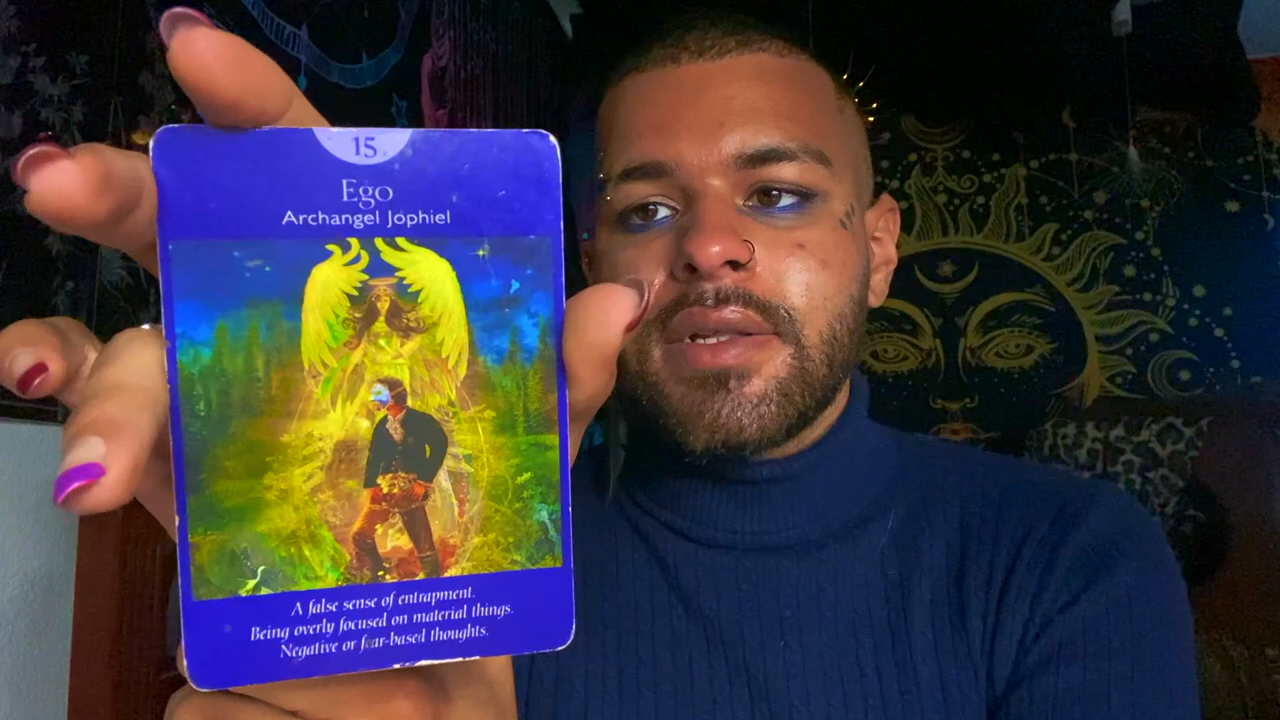 15
Ego
Archangel Jophiel
A false sense of entrapment.
Being overly focused on material things.
Negative or fear-based thoughts.